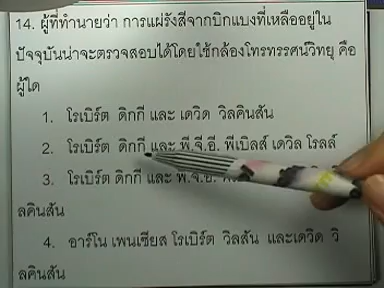 14. ผู้ที่ทำนายว่า การแผ่รังสีจากบิกแบงที่เหลืออยู่ใน
ปัจจุบันน่าจะตรวจสอบได้โดยใช้กล้องโทรทรรศน์วิทยุ คือ
ผู้ใด
1. โรเบิร์ต ดิกกี และ เดวิด วิลคินสัน
2. โรเบิร์ต ดิกกี และ พี.จี.อี. พีเบิลส์ เดวิล โรลล์
3. โรเบิร์ต ดิกกี และ พี.จี.อี.
ลคินสัน
4. อาร์โน เพนเซียส โรเบิร์ต วิลสัน และเดวิด วิ
ลคินสัน